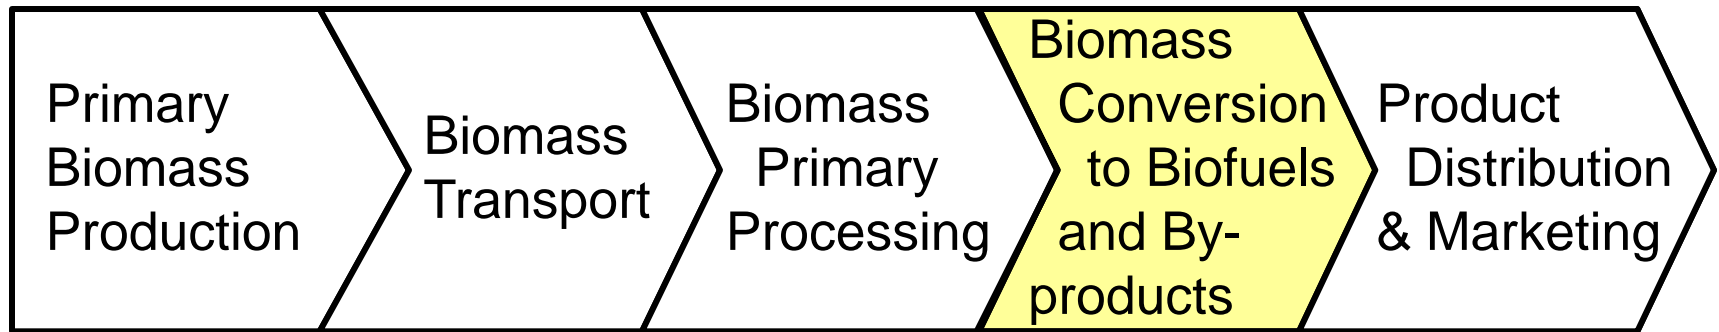 Primary
Biomass
Production
Biomass
Transport
Biomass
Primary
Processing
Biomass
Conversion
to Biofuels
and By-
products
Product
Distribution
& Marketing